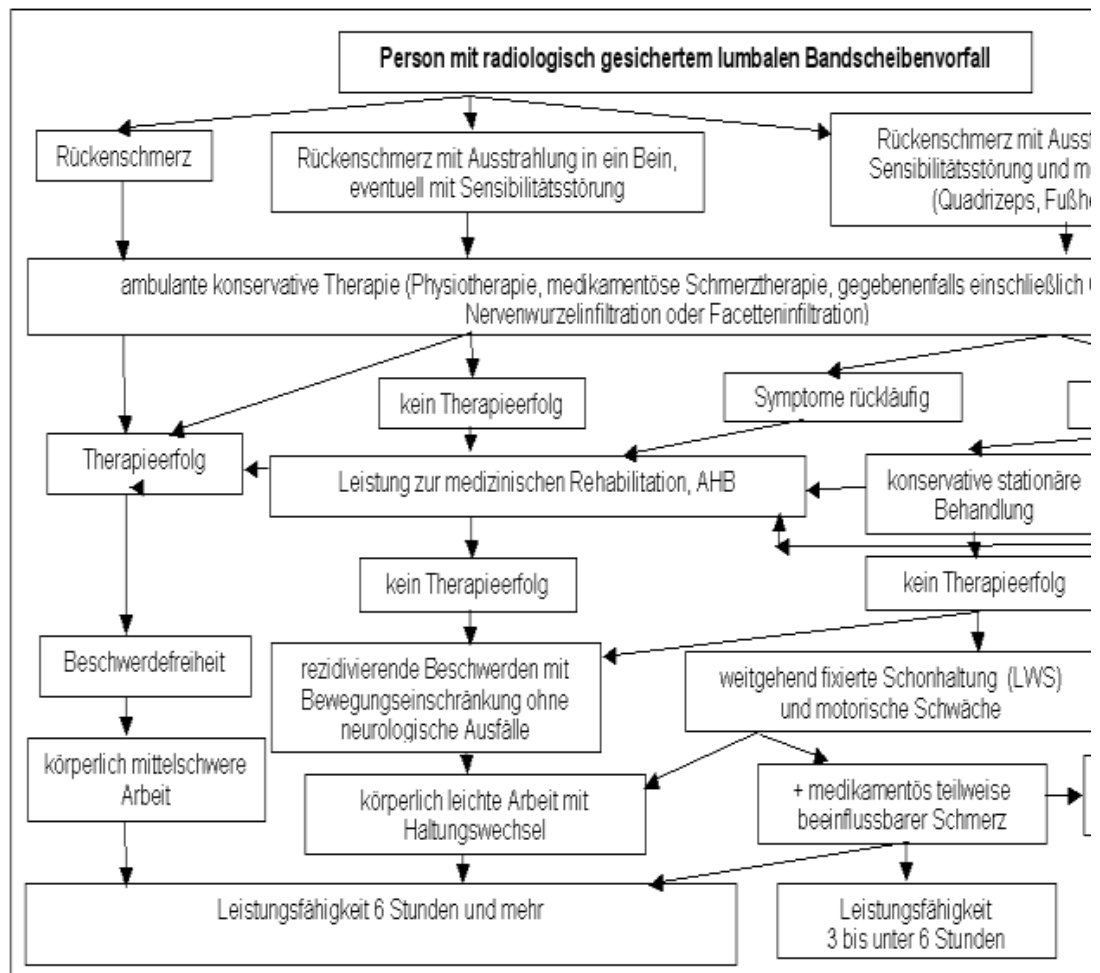 Person mit radiologisch gesichertem lumbalen Bandscheibenvorfall
Rückenschmerz
Rückenschmerz mit Ausstrahlung in ein Bein,
eventuell mit Sensibilitätsstörung
Rückenschmerz mit
Sensibilitätsstörung und
(Quadrizeps,
ambulante konservative Therapie (Physiotherapie, medikamentöse Schmerztherapie, gegebenenfalls einschließlich
Nervenwurzelinfiltration oder Facetteninfiltration)
kein Therapieerfolg
Symptome rückläufig
Therapieerfolg
Leistung zur medizinischen Rehabilitation, AHB
konservative stationäre
Behandlung
kein Therapieerfolg
kein Therapieerfolg
Beschwerdefreiheit
rezidivierende Beschwerden mit
Bewegungseinschränkung ohne
neurologische Ausfälle
weitgehend fixierte Schonhaltung (LWS)
und motorische Schwäche
körperlich mittelschwere
Arbeit
körperlich leichte Arbeit mit
Haltungswechsel
+ medikamentös teilweise
beeinflussbarer Schmerz
Leistungsfähigkeit 6 Stunden und mehr
Leistungsfähigkeit
3 bis unter 6 Stunden